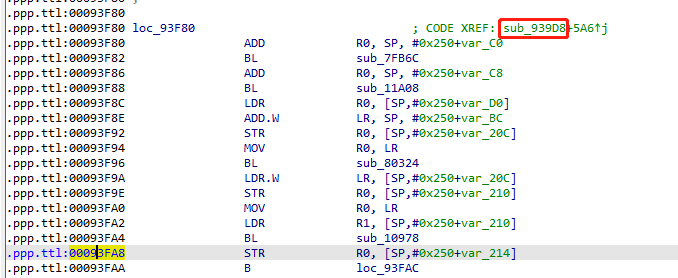 .ppp.ttl:00093F80
.ppp.ttl:00093F80 loc_93F80 ; CODE XREF: sub_939D8+5A6↑j
.ppp.ttl:00093F80 ADD R0, SP, #0x250+var_C0
.ppp.ttl:00093F82 BL sub_7FB6C
.ppp.ttl:00093F86 ADD R0, SP, #0x250+var_C8
.ppp.ttl:00093F88 BL sub_11A08
.ppp.ttl:00093F8C LDR R0, [SP,#0x250+var_D0]
.ppp.ttl:00093F8E ADD.W LR, SP, #0x250+var_BC
.ppp.ttl:00093F92 STR R0, [SP,#0x250+var_20C]
.ppp.ttl:00093F94 MOV R0, LR
.ppp.ttl:00093F96 BL sub_80324
.ppp.ttl:00093F9A LDR.W LR, [SP,#0x250+var_20C]
.ppp.ttl:00093F9E STR R0, [SP,#0x250+var_210]
.ppp.ttl:00093FA0 MOV R0, LR
.ppp.ttl:00093FA2 LDR R1, [SP,#0x250+var_210]
.ppp.ttl:00093FA4 BL sub_10978
.ppp.ttl:00093FA8 STR R0, [SP,#0x250+var_214]
.ppp.ttl:00093FAA B loc_93FAC